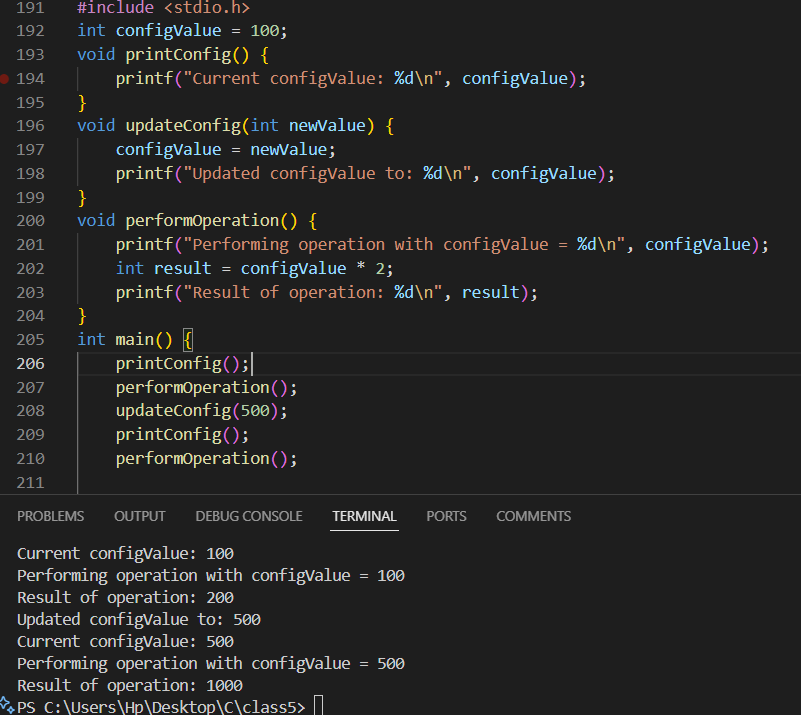 191 #include <stdio.h>
192 int configValue = 100;
193 void printConfig() {
194     printf("Current configValue: %d\n", configValue);
195 }
196 void updateConfig(int newValue) {
197     configValue = newValue;
198     printf("Updated configValue to: %d\n", configValue);
199 }
200 void performOperation() {
201     printf("Performing operation with configValue = %d\n", configValue);
202     int result = configValue * 2;
203     printf("Result of operation: %d\n", result);
204 }
205 int main() {
206     printConfig();
207     performOperation();
208     updateConfig(500);
209     printConfig();
210     performOperation();
211
PROBLEMS OUTPUT DEBUG CONSOLE TERMINAL PORTS COMMENTS
Current configValue: 100
Performing operation with configValue = 100
Result of operation: 200
Updated configValue to: 500
Current configValue: 500
Performing operation with configValue = 500
Result of operation: 1000
PS C:\Users\Hp\Desktop\C\class5>